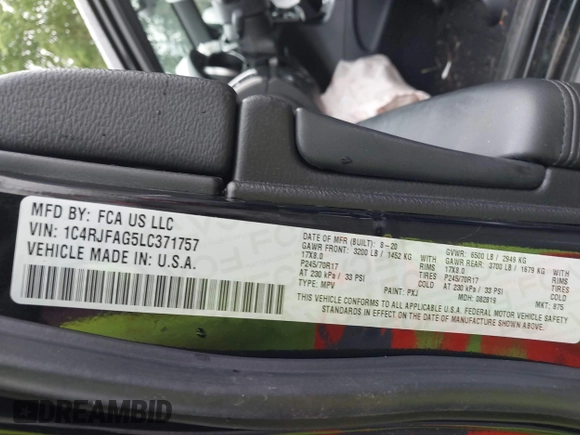 MFD BY: FCA US LLC
VIN: 1C4RJFAG5LC371757
VEHICLE MADE IN: U.S.A.
DATE OF MFR (BUILT): 8-20
GAWR FRONT: 3200 LB / 1452 KG WITH
17X8.0 RIMS
P245/70R17 TIRES
AT 230 kPa / 33 PSI COLD
TYPE: MPV PAINT: PXJ
GVWR: 6500 LB / 2949 KG
GAWR REAR: 3700 LB / 1679 KG WITH
17X8.0 RIMS
P245/70R17 TIRES
AT 230 kPa / 33 PSI COLD
MDH: 082819 MKT: 975
THIS VEHICLE CONFORMS TO ALL APPLICABLE U.S.A. FEDERAL MOTOR VEHICLE SAFETY
STANDARDS IN EFFECT ON THE DATE OF MANUFACTURE SHOWN ABOVE.
DREAMBID